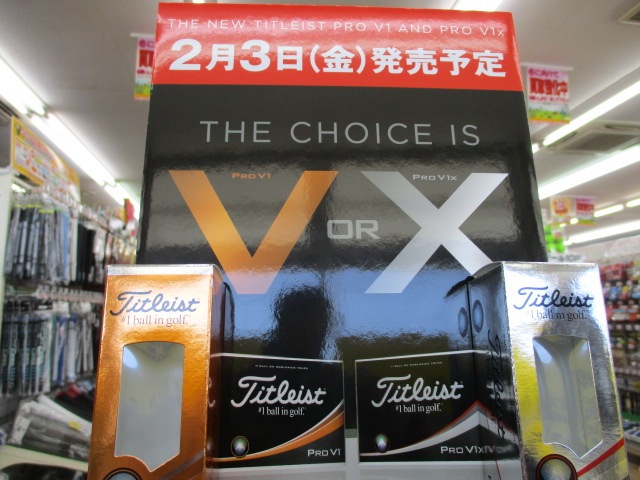 THE NEW TITLEIST PRO V1 AND PRO V1x
2月3日(金)発売予定
THE CHOICE IS
PRO V1
PRO V1x
V OR X
Titleist
#1 ball in golf.
Titleist
#1 ball in golf.
Titleist
#1 ball in golf.
PRO V1
Titleist
#1 ball in golf.
PRO V1x